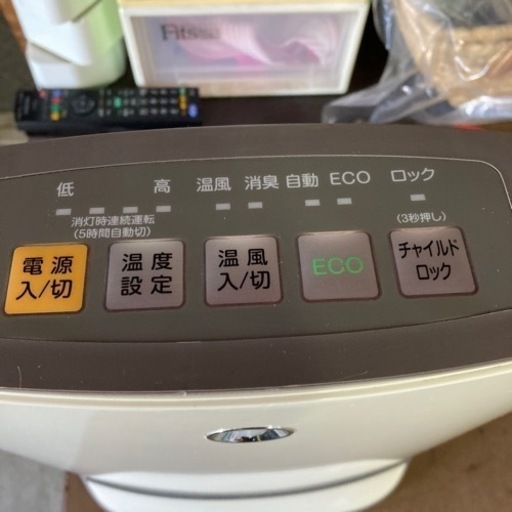 Fits
低 高 温風 消臭 自動 ECO ロック
消灯時連続運転
(5時間自動切)
(3秒押し)
電源
入/切
温度
設定
温風
入/切
ECO
チャイルド
ロック